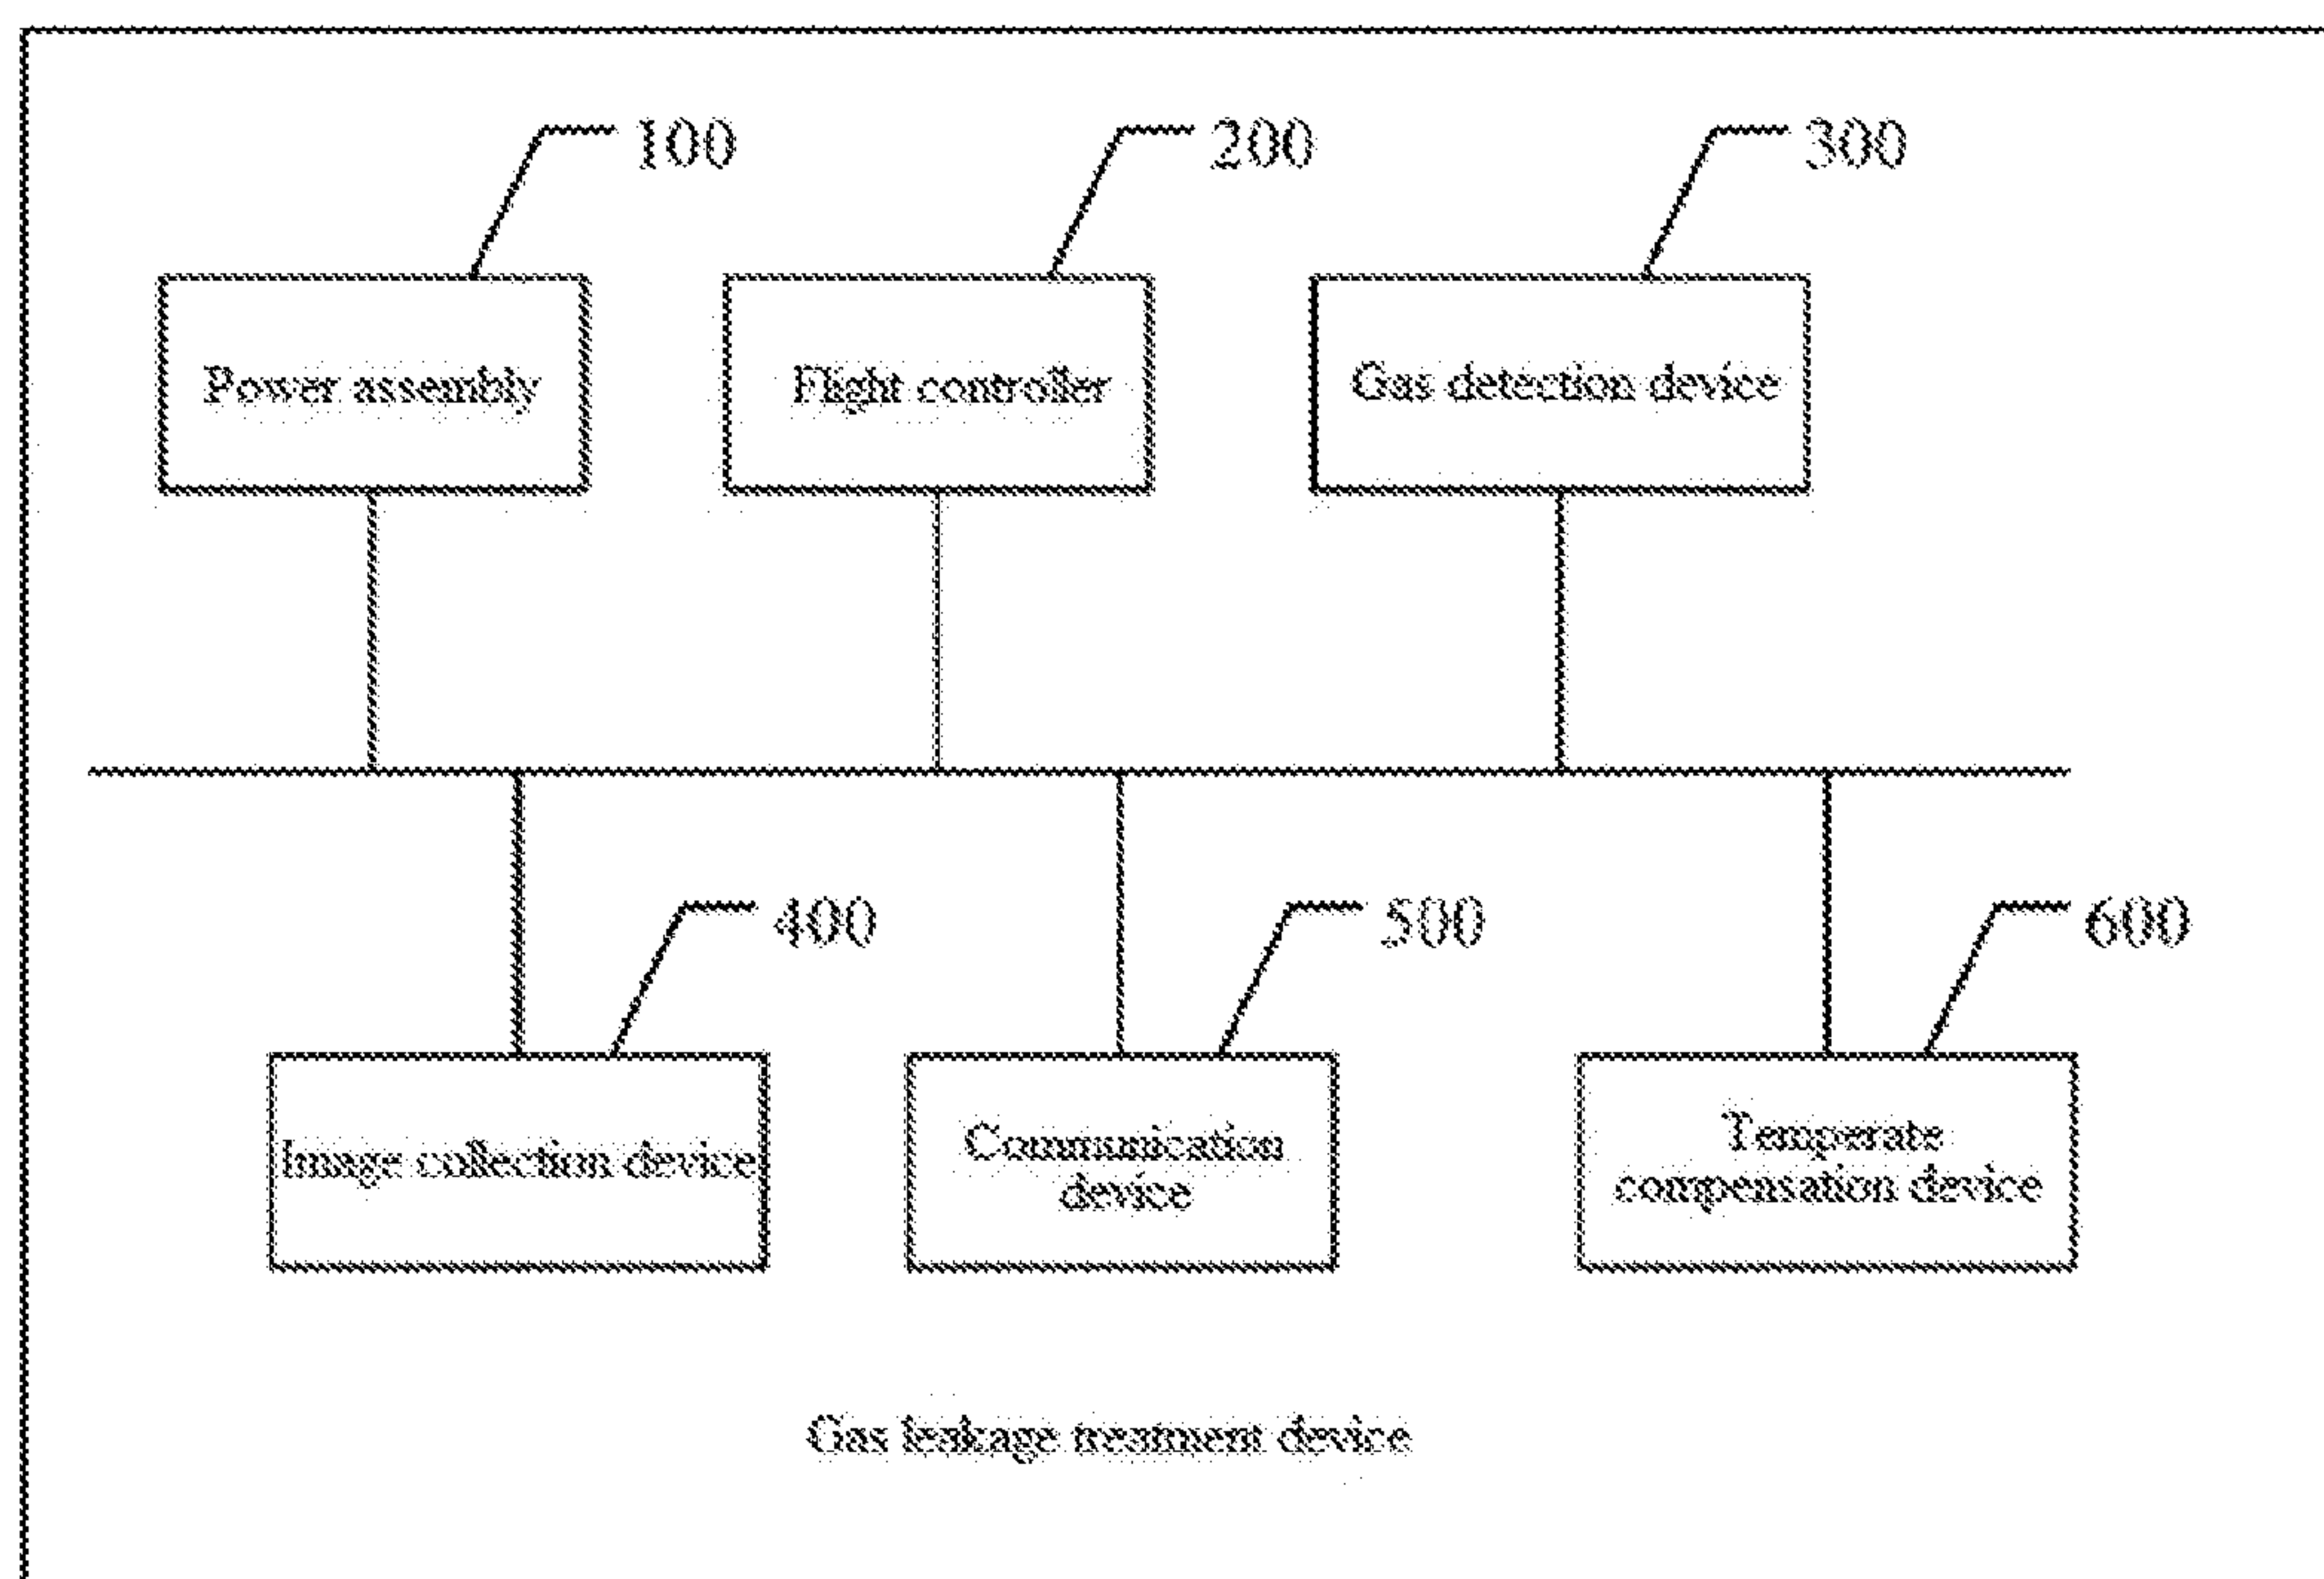 100
200
300
Power assembly
Flight controller
Gas detection device
400
500
600
Image collection device
Communication
device
Temperate
compensation device
Gas leakage treatment device